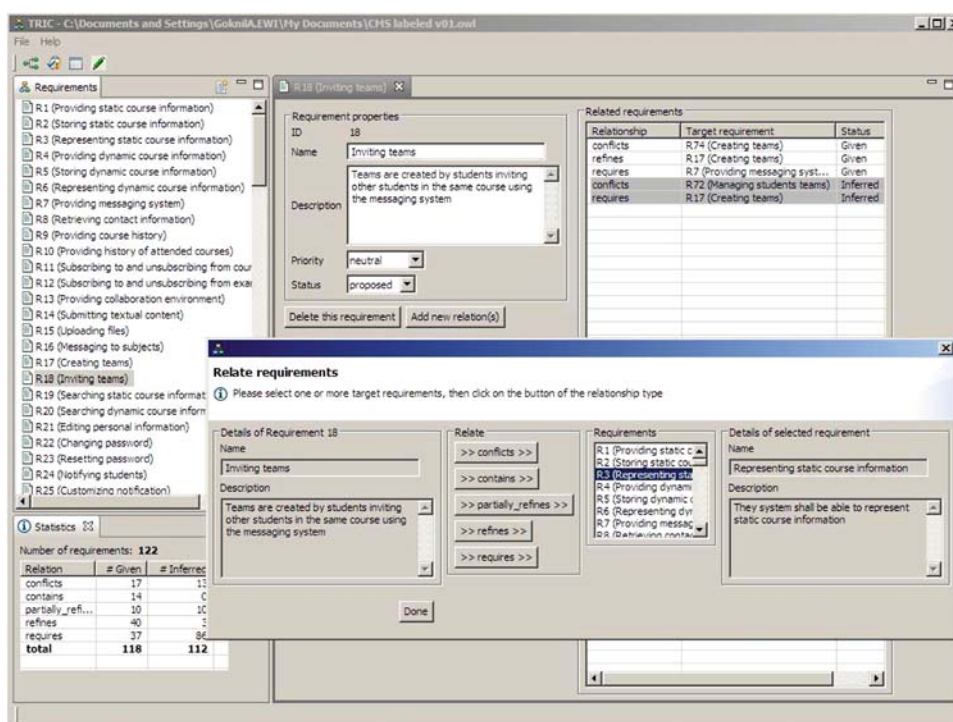 TRIC - C:\Documents and Settings\GoknilA.EWI\My Documents\CMS labeled v01.owl
File Help
Requirements
R1 (Providing static course information)
R2 (Storing static course information)
R3 (Representing static course information)
R4 (Providing dynamic course information)
R5 (Storing dynamic course information)
R6 (Representing dynamic course information)
R7 (Providing messaging system)
R8 (Retrieving contact information)
R9 (Providing course history)
R10 (Providing history of attended courses)
R11 (Subscribing to and unsubscribing from cour
R12 (Subscribing to and unsubscribing from exa
R13 (Providing collaboration environment)
R14 (Submitting textual content)
R15 (Uploading files)
R16 (Messaging to subjects)
R17 (Creating teams)
R18 (Inviting teams)
R19 (Searching static course informat
R20 (Searching dynamic course inform
R21 (Editing personal information)
R22 (Changing password)
R23 (Resetting password)
R24 (Notifying students)
R25 (Customizing notification)
Statistics
Number of requirements: 122
Relation # Given # Inferred
conflicts 17 13
contains 14 0
partially_refi... 10 10
refines 40 3
requires 37 86
total 118 112
R18 (Inviting teams)
Requirement properties
ID 18
Name Inviting teams
Description
Teams are created by students inviting
other students in the same course using
the messaging system
Priority neutral
Status proposed
Delete this requirement Add new relation(s)
Related requirements
Relationship Target requirement Status
conflicts R74 (Creating teams) Given
refines R17 (Creating teams) Given
requires R7 (Providing messaging syst... Given
conflicts R72 (Managing students teams) Inferred
requires R17 (Creating teams) Inferred
Relate requirements
Please select one or more target requirements, then click on the button of the relationship type
Details of Requirement 18
Name
Inviting teams
Description
Teams are created by students inviting
other students in the same course using
the messaging system
Relate
>> conflicts >>
>> contains >>
>> partially_refines >>
>> refines >>
>> requires >>
Requirements
R1 (Providing static c
R2 (Storing static cou
R3 (Representing sta
R4 (Providing dynami
R5 (Storing dynamic c
R6 (Representing dyn
R7 (Providing messag
R8 (Retrieving conta
Details of selected requirement
Name
Representing static course information
Description
They system shall be able to represent
static course information
Done